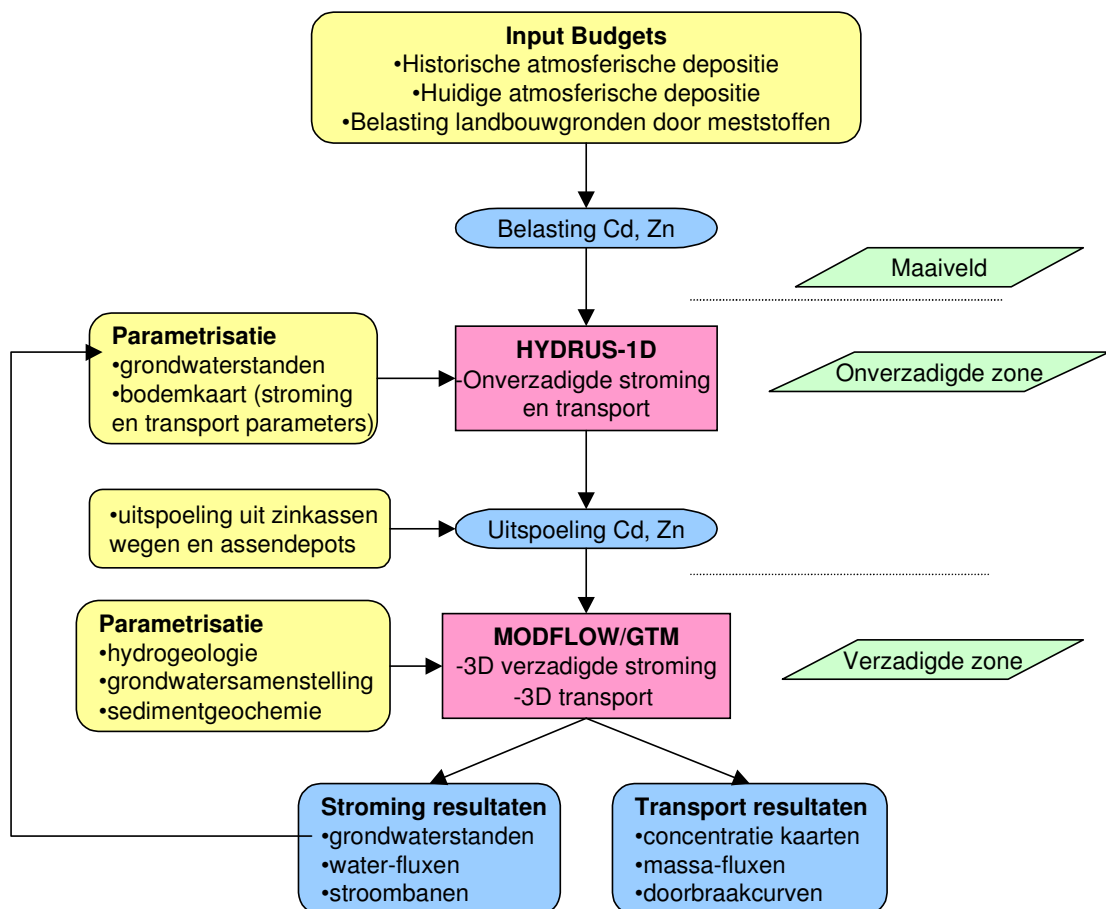 Input Budgets
•Historische atmosferische depositie
•Huidige atmosferische depositie
•Belasting landbouwgronden door meststoffen
Belasting Cd, Zn
Maaiveld
Parametrisatie
•grondwaterstanden
•bodemkaart (stroming
en transport parameters)
HYDRUS-1D
-Onverzadigde stroming
en transport
Onverzadigde zone
•uitspoeling uit zinkassen
wegen en assendepots
Uitspoeling Cd, Zn
Parametrisatie
•hydrogeologie
•grondwatersamenstelling
•sedimentgeochemie
MODFLOW/GTM
-3D verzadigde stroming
-3D transport
Verzadigde zone
Stroming resultaten
•grondwaterstanden
•water-fluxen
•stroombanen
Transport resultaten
•concentratie kaarten
•massa-fluxen
•doorbraakcurven